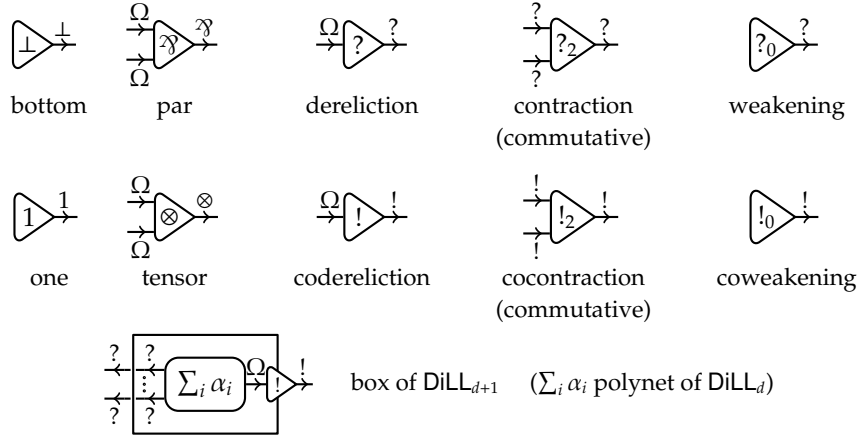 ⊥ Ω ⅋ Ω ! ? ? ?
⊥ ⅋ ? ?₂ ?₀
Ω ?
bottom par dereliction contraction weakening
(commutative)
1 Ω ⊗ Ω ! ! ! !
1 ⊗ ! !₂ !₀
Ω !
one tensor codereliction cocontraction coweakening
(commutative)
? ? Ω !
⋮ ∑ᵢ αᵢ ! box of DiLL_{d+1} (∑ᵢ αᵢ polynet of DiLL_d)
? ?